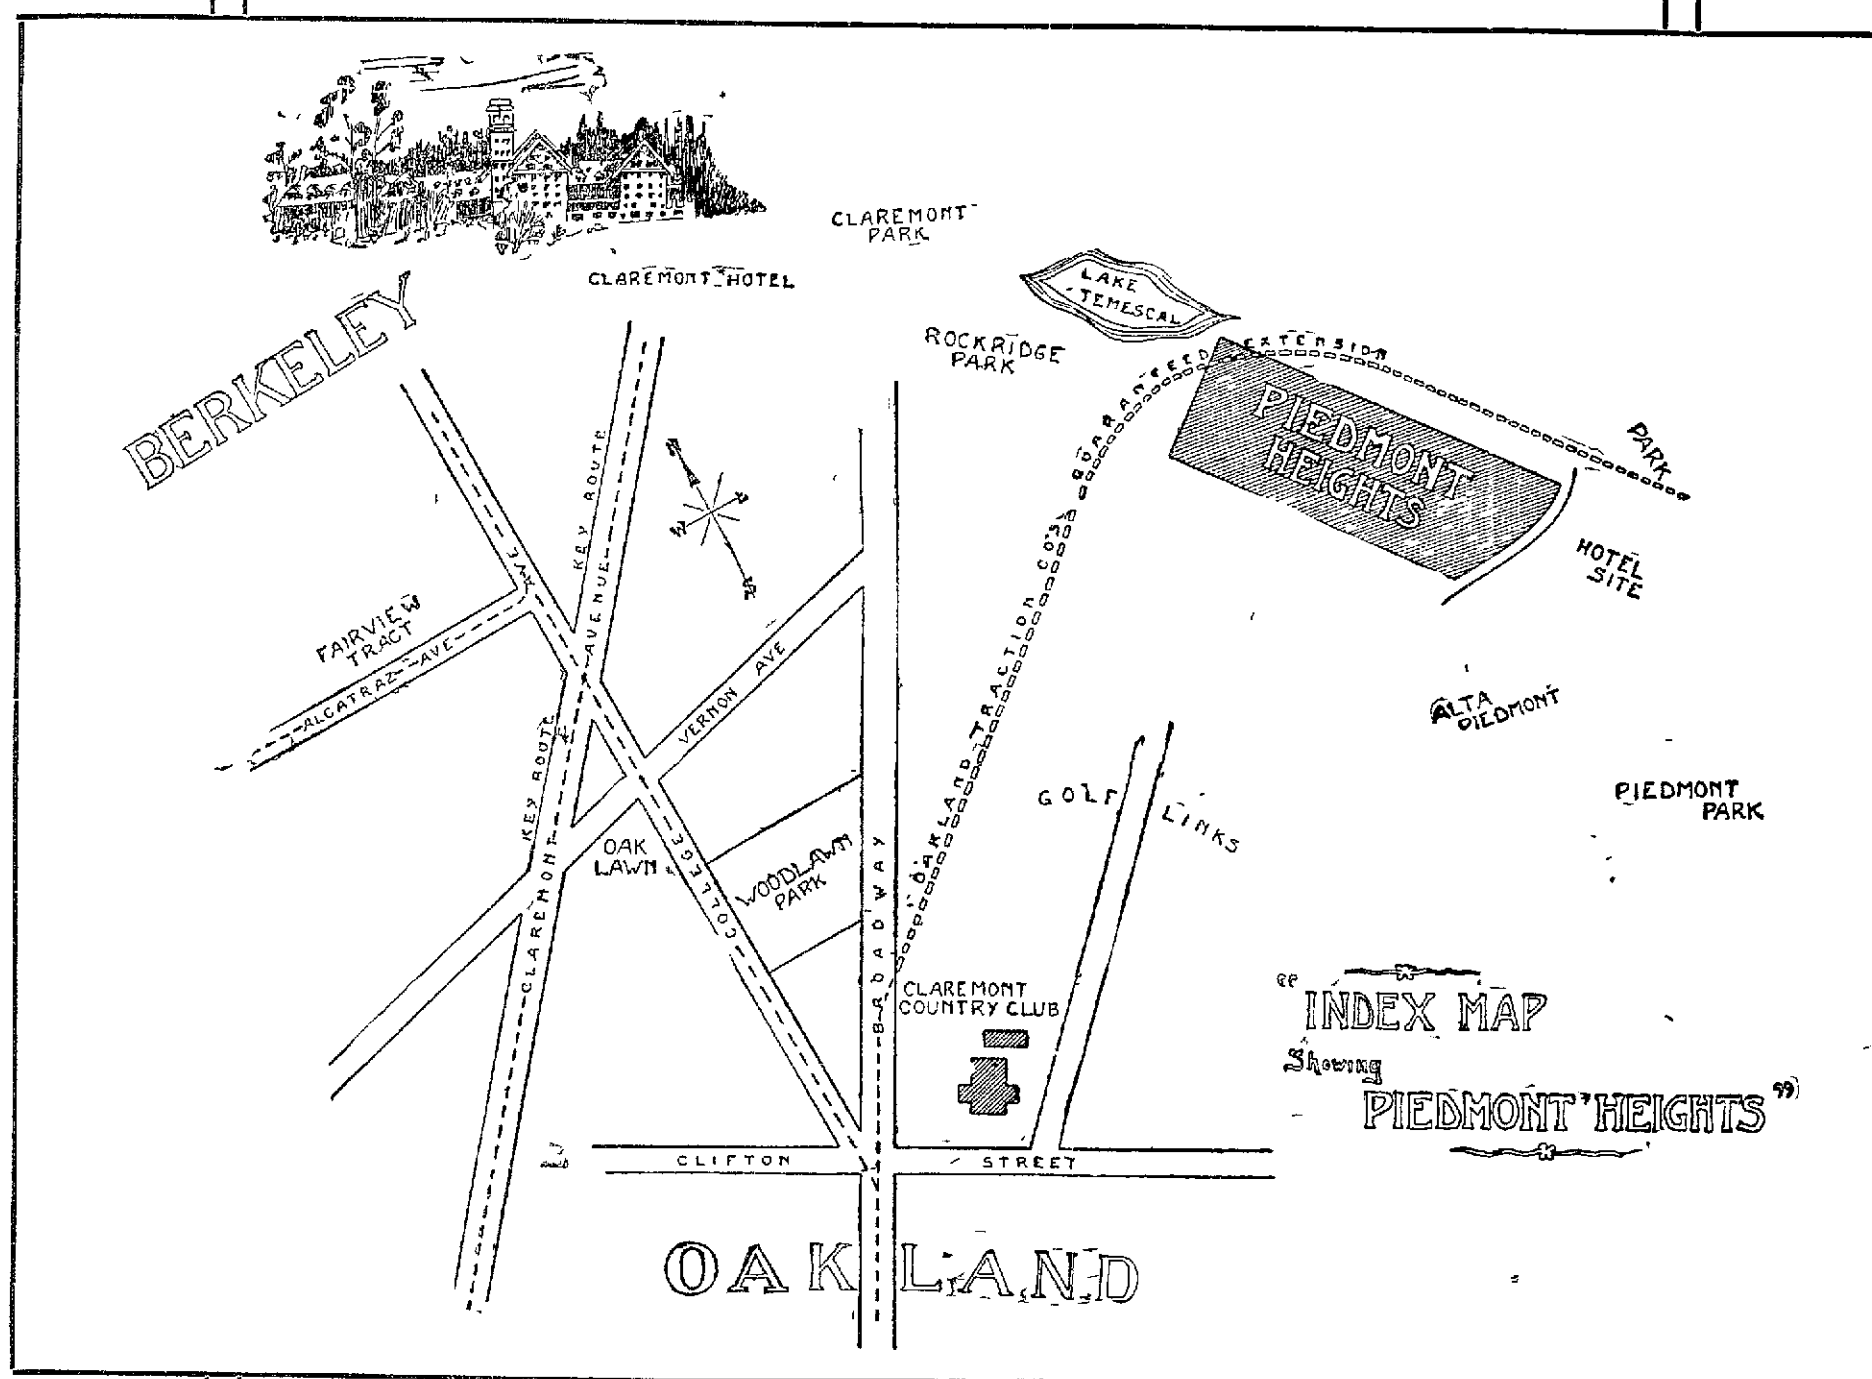 CLAREMONT
PARK
CLAREMONT HOTEL
LAKE
TEMESCAL
BERKELEY
ROCKRIDGE
PARK
GUARANTEED EXTENSION
PIEDMONT
HEIGHTS
PARK
KEY ROUTE
W
HOTEL
SITE
OAKLAND TRACTION CO'S
AVE
AVENUE
FAIRVIEW
TRACT
ALCATRAZ AVE
VERNON AVE
ALTA
PIEDMONT
KEY ROUTE
GOLF LINKS
PIEDMONT
PARK
OAK
LAWN
COLLEGE
WOODLAWN
PARK
BROADWAY
CLAREMONT
CLAREMONT
COUNTRY CLUB
"INDEX MAP
Showing
PIEDMONT HEIGHTS"
CLIFTON STREET
OAKLAND